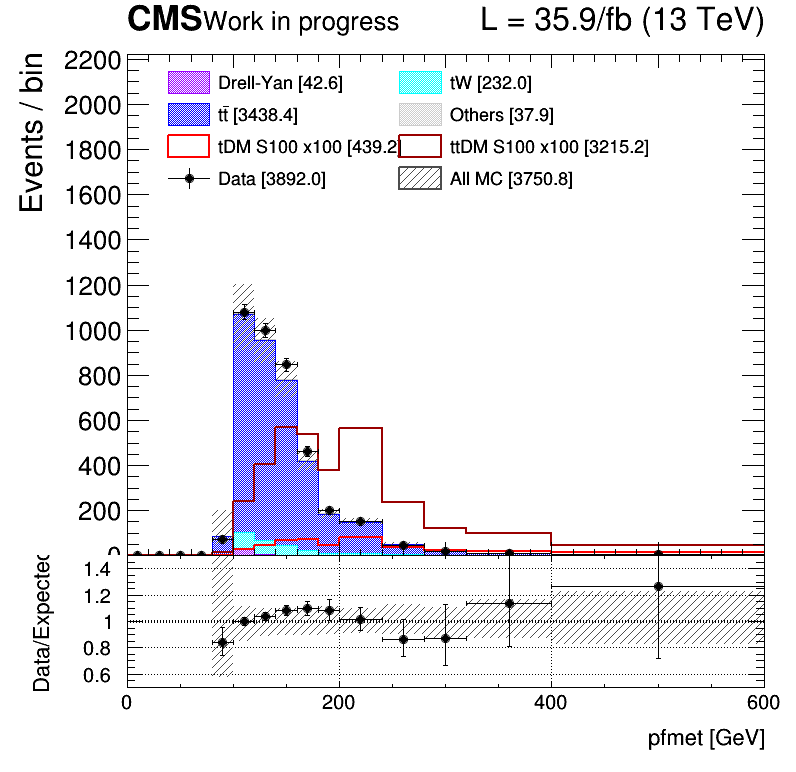 CMS Work in progress L = 35.9/fb (13 TeV)
Events / bin
2200
2000
1800
1600
1400
1200
1000
800
600
400
200
0
Drell-Yan [42.6] tW [232.0]
tt̄ [3438.4] Others [37.9]
tDM S100 x100 [439.2] ttDM S100 x100 [3215.2]
Data [3892.0] All MC [3750.8]
Data/Expected
1.4
1.2
1
0.8
0.6
0 200 400 600
pfmet [GeV]